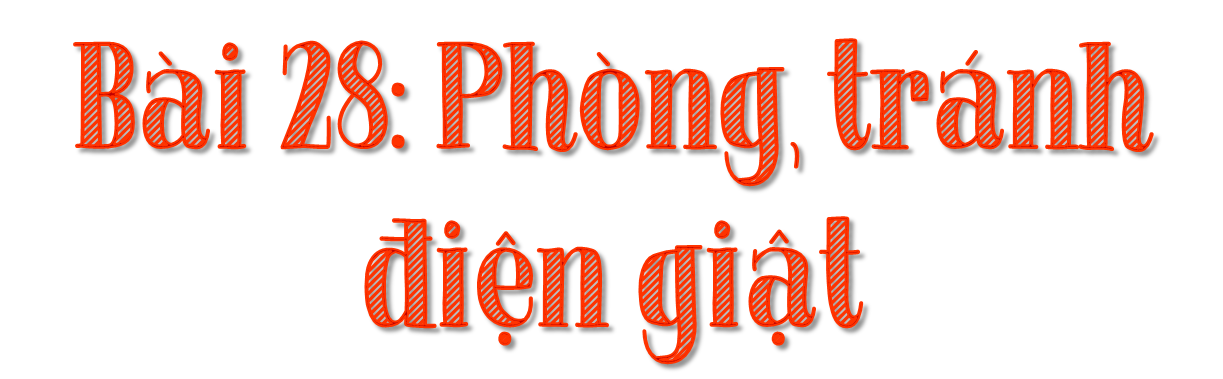 Bài 28: Phòng, tránh
điện giật